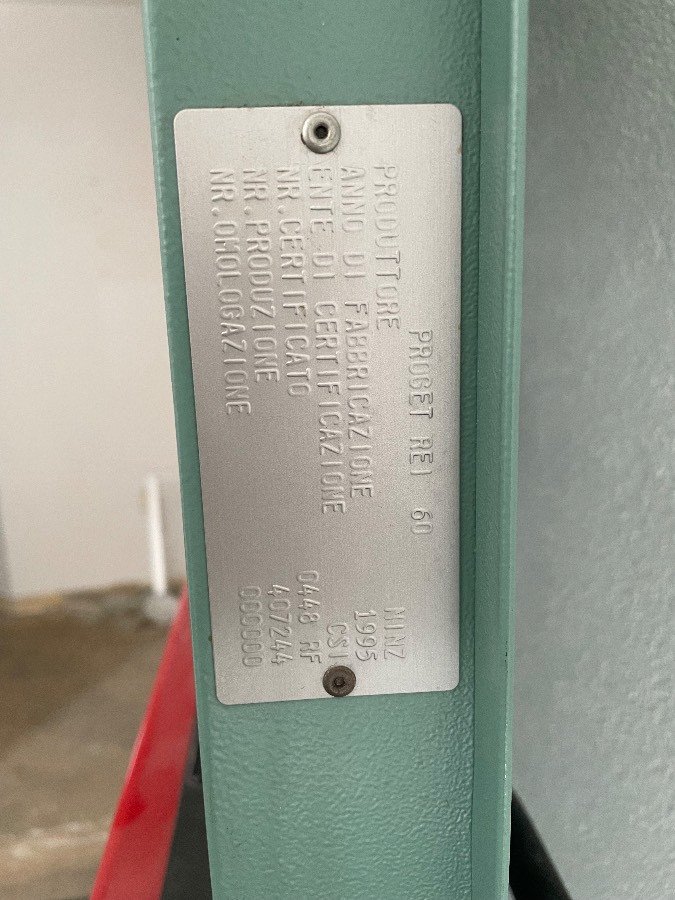 PROGET REI 60
PRODUTTORE NINZ
ANNO DI FABBRICAZIONE 1995
ENTE DI CERTIFICAZIONE CSI
NR.CERTIFICATO 0448 RF
NR.PRODUZIONE 407244
NR.OMOLOGAZIONE 000000